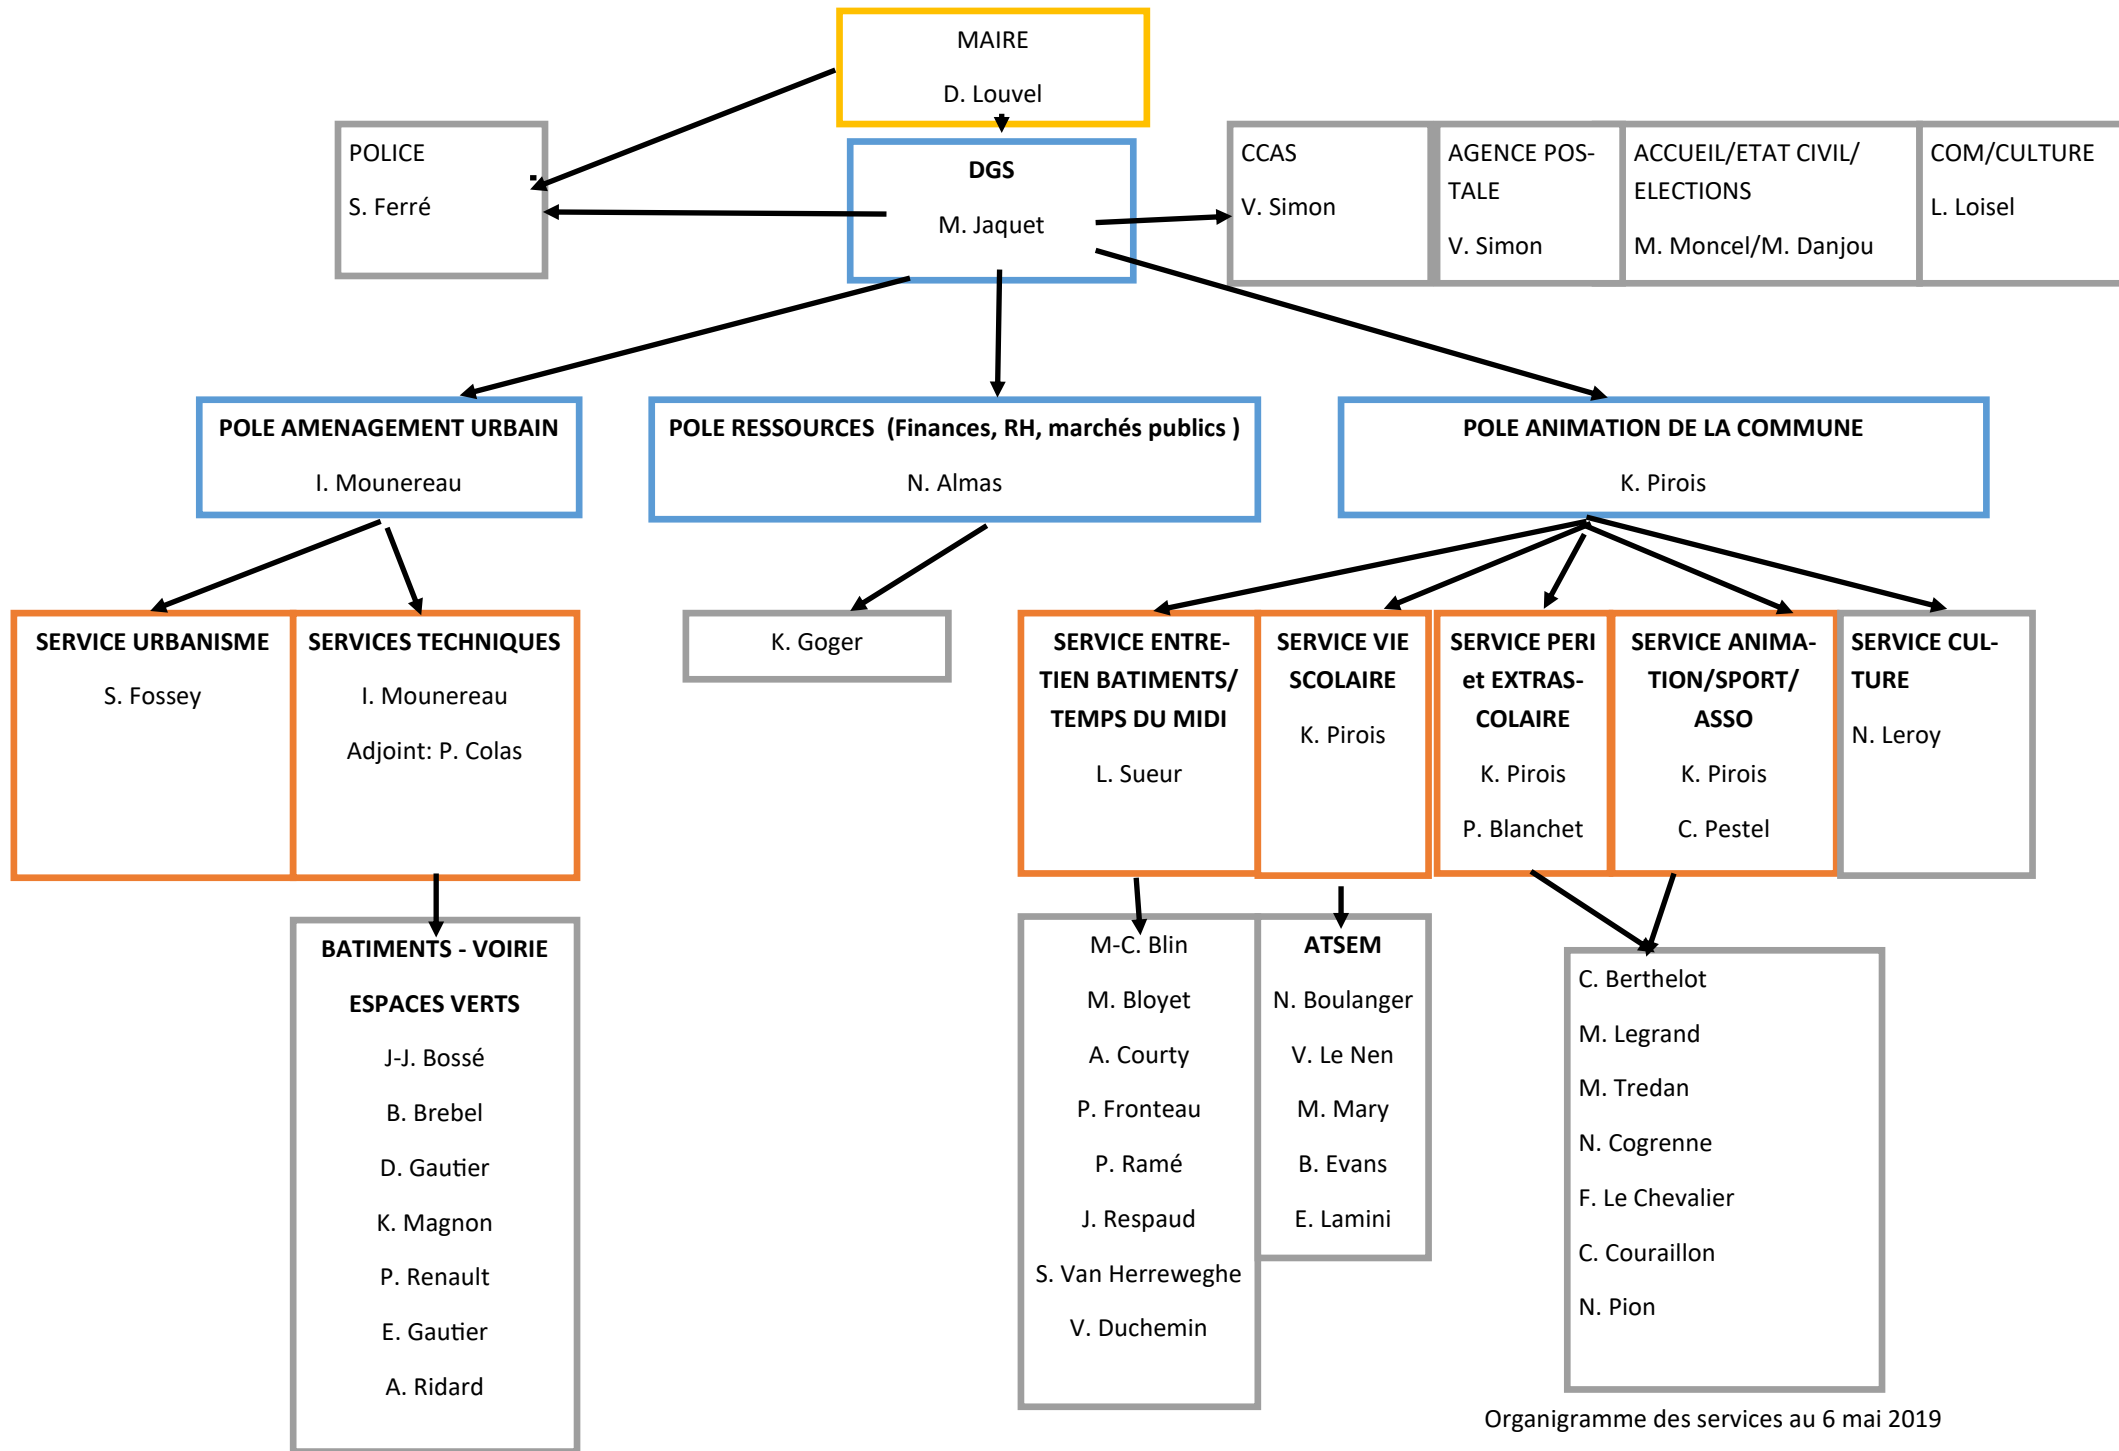 MAIRE
D. Louvel
POLICE
S. Ferré
DGS
M. Jaquet
CCAS
V. Simon
AGENCE POS-
TALE
V. Simon
ACCUEIL/ETAT CIVIL/
ELECTIONS
M. Moncel/M. Danjou
COM/CULTURE
L. Loisel
POLE AMENAGEMENT URBAIN
I. Mounereau
POLE RESSOURCES (Finances, RH, marchés publics )
N. Almas
POLE ANIMATION DE LA COMMUNE
K. Pirois
SERVICE URBANISME
S. Fossey
SERVICES TECHNIQUES
I. Mounereau
Adjoint: P. Colas
K. Goger
SERVICE ENTRE-
TIEN BATIMENTS/
TEMPS DU MIDI
L. Sueur
SERVICE VIE
SCOLAIRE
K. Pirois
SERVICE PERI
et EXTRAS-
COLAIRE
K. Pirois
P. Blanchet
SERVICE ANIMA-
TION/SPORT/
ASSO
K. Pirois
C. Pestel
SERVICE CUL-
TURE
N. Leroy
BATIMENTS - VOIRIE
ESPACES VERTS
J-J. Bossé
B. Brebel
D. Gautier
K. Magnon
P. Renault
E. Gautier
A. Ridard
M-C. Blin
M. Bloyet
A. Courty
P. Fronteau
P. Ramé
J. Respaud
S. Van Herreweghe
V. Duchemin
ATSEM
N. Boulanger
V. Le Nen
M. Mary
B. Evans
E. Lamini
C. Berthelot
M. Legrand
M. Tredan
N. Cogrenne
F. Le Chevalier
C. Couraillon
N. Pion
Organigramme des services au 6 mai 2019